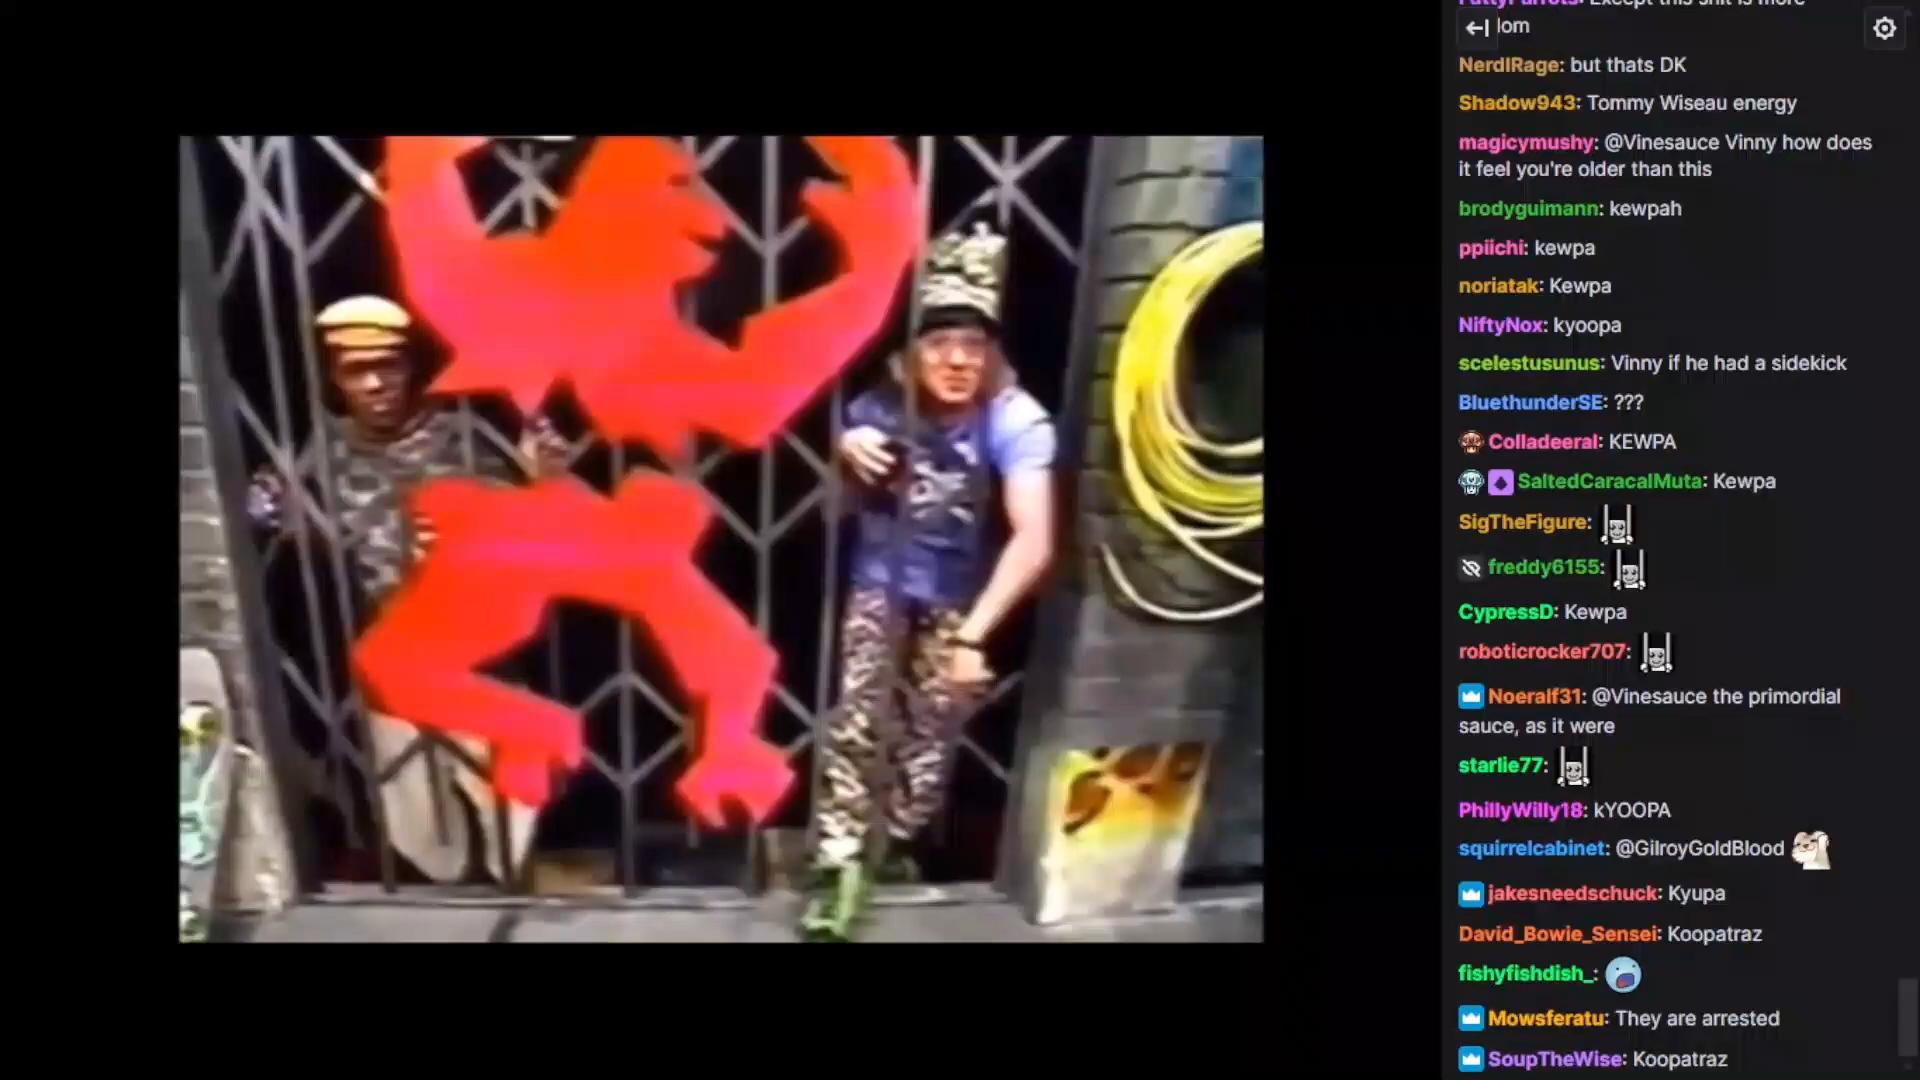 lom
NerdIRage: but thats DK
Shadow943: Tommy Wiseau energy
magicymushy: @Vinesauce Vinny how does
it feel you're older than this
brodyguimann: kewpah
ppiichi: kewpa
noriatak: Kewpa
NiftyNox: kyoopa
scelestusunus: Vinny if he had a sidekick
BluethunderSE: ???
Colladeeral: KEWPA
SaltedCaracalMuta: Kewpa
SigTheFigure:
freddy6155:
CypressD: Kewpa
roboticrocker707:
Noeralf31: @Vinesauce the primordial
sauce, as it were
starlie77:
PhillyWilly18: kYOOPA
squirrelcabinet: @GilroyGoldBlood
jakesneedschuck: Kyupa
David_Bowie_Sensei: Koopatraz
fishyfishdish_:
Mowsferatu: They are arrested
SoupTheWise: Koopatraz